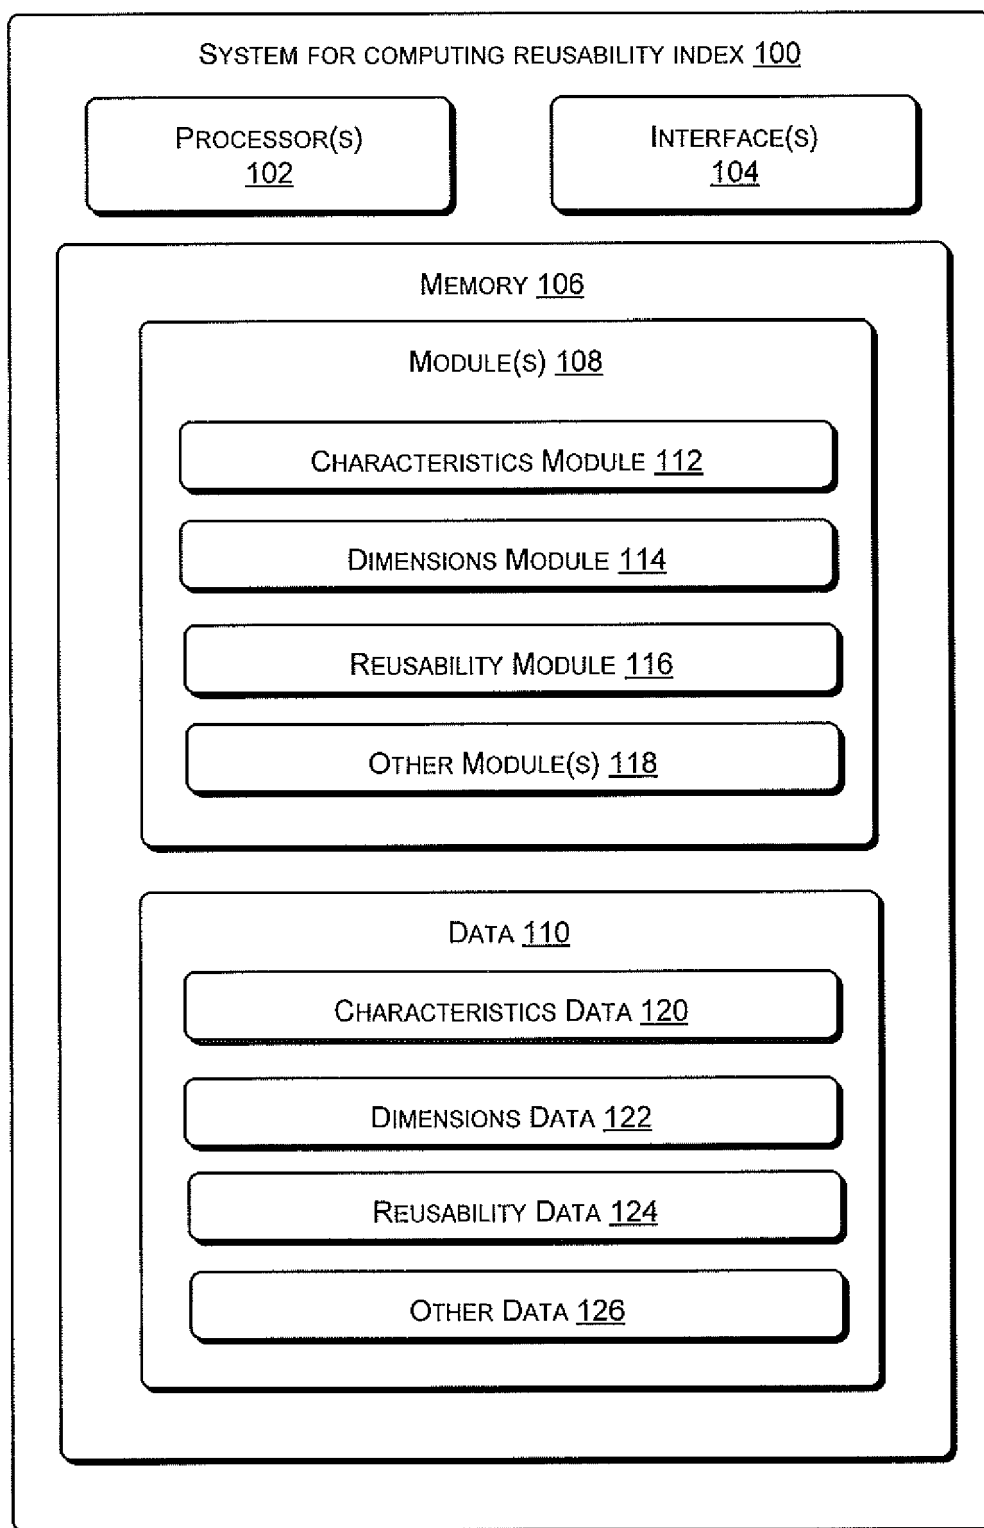 SYSTEM FOR COMPUTING REUSABILITY INDEX 100
PROCESSOR(S)
102
INTERFACE(S)
104
MEMORY 106
MODULE(S) 108
CHARACTERISTICS MODULE 112
DIMENSIONS MODULE 114
REUSABILITY MODULE 116
OTHER MODULE(S) 118
DATA 110
CHARACTERISTICS DATA 120
DIMENSIONS DATA 122
REUSABILITY DATA 124
OTHER DATA 126